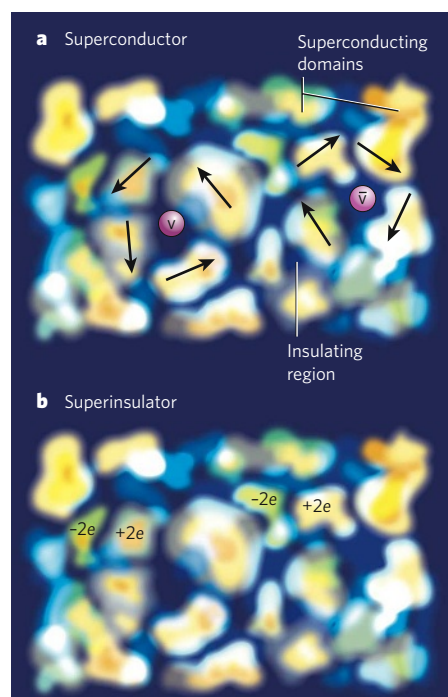 a Superconductor
Superconducting
domains
v
v̄
Insulating
region
b Superinsulator
–2e
+2e
–2e
+2e